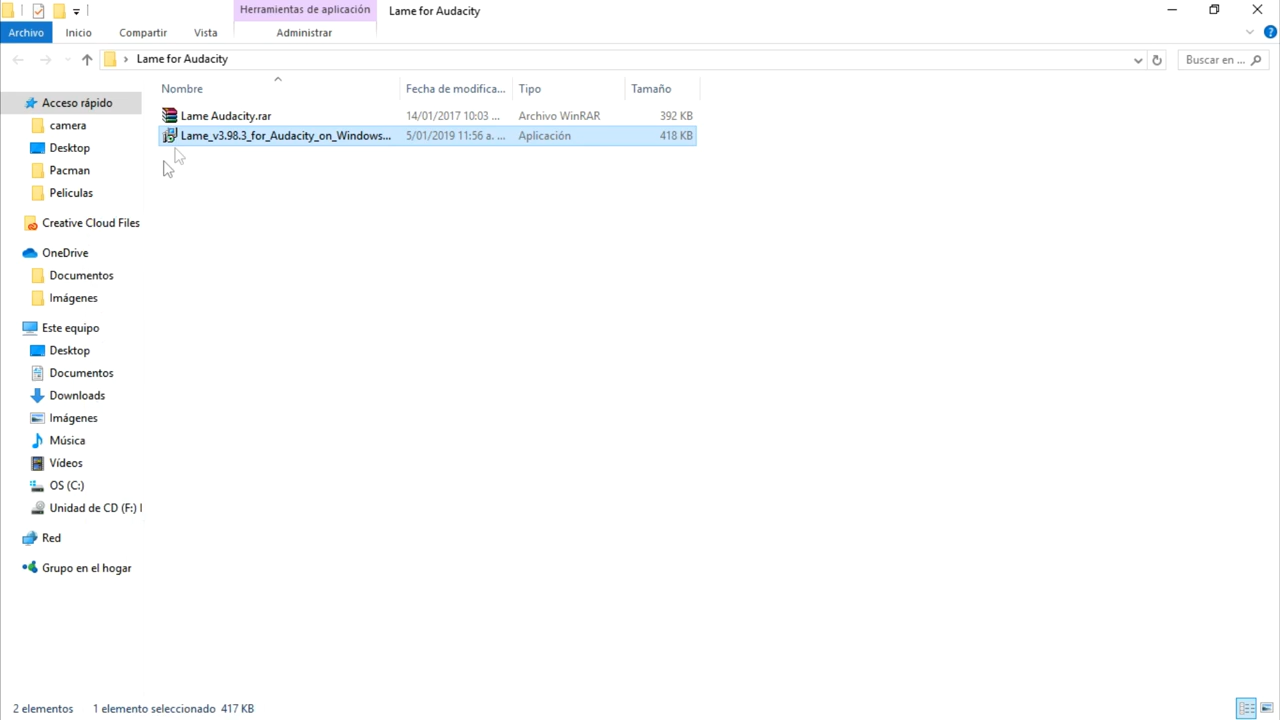 Herramientas de aplicación
Lame for Audacity
Archivo
Inicio
Compartir
Vista
Administrar
Lame for Audacity
Buscar en ...
Nombre
Fecha de modifica...
Tipo
Tamaño
Lame Audacity.rar
14/01/2017 10:03 ...
Archivo WinRAR
392 KB
Lame_v3.98.3_for_Audacity_on_Windows...
5/01/2019 11:56 a. ...
Aplicación
418 KB
Acceso rápido
camera
Desktop
Pacman
Peliculas
Creative Cloud Files
OneDrive
Documentos
Imágenes
Este equipo
Desktop
Documentos
Downloads
Imágenes
Música
Vídeos
OS (C:)
Unidad de CD (F:)
Red
Grupo en el hogar
2 elementos
1 elemento seleccionado 417 KB